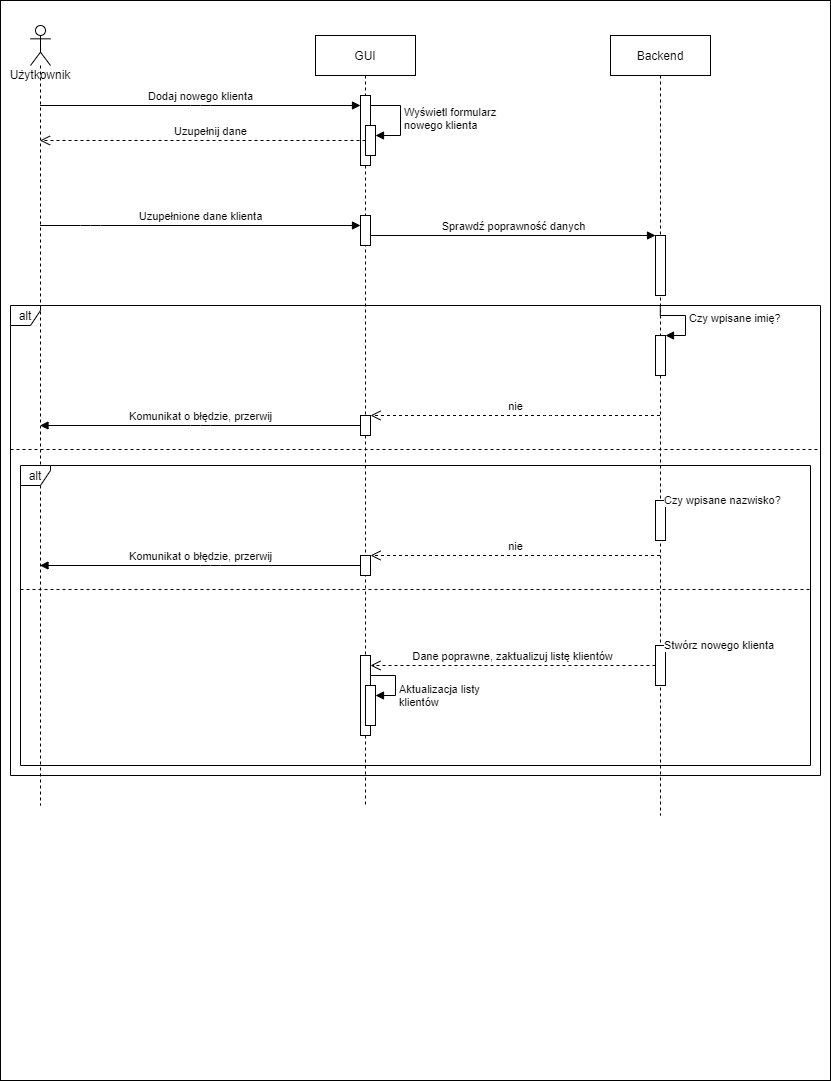 Użytkownik
GUI
Backend
Dodaj nowego klienta
Wyświetl formularz
nowego klienta
Uzupełnij dane
Uzupełnione dane klienta
Sprawdź poprawność danych
alt
Czy wpisane imię?
nie
Komunikat o błędzie, przerwij
alt
Czy wpisane nazwisko?
nie
Komunikat o błędzie, przerwij
Stwórz nowego klienta
Dane poprawne, zaktualizuj listę klientów
Aktualizacja listy
klientów